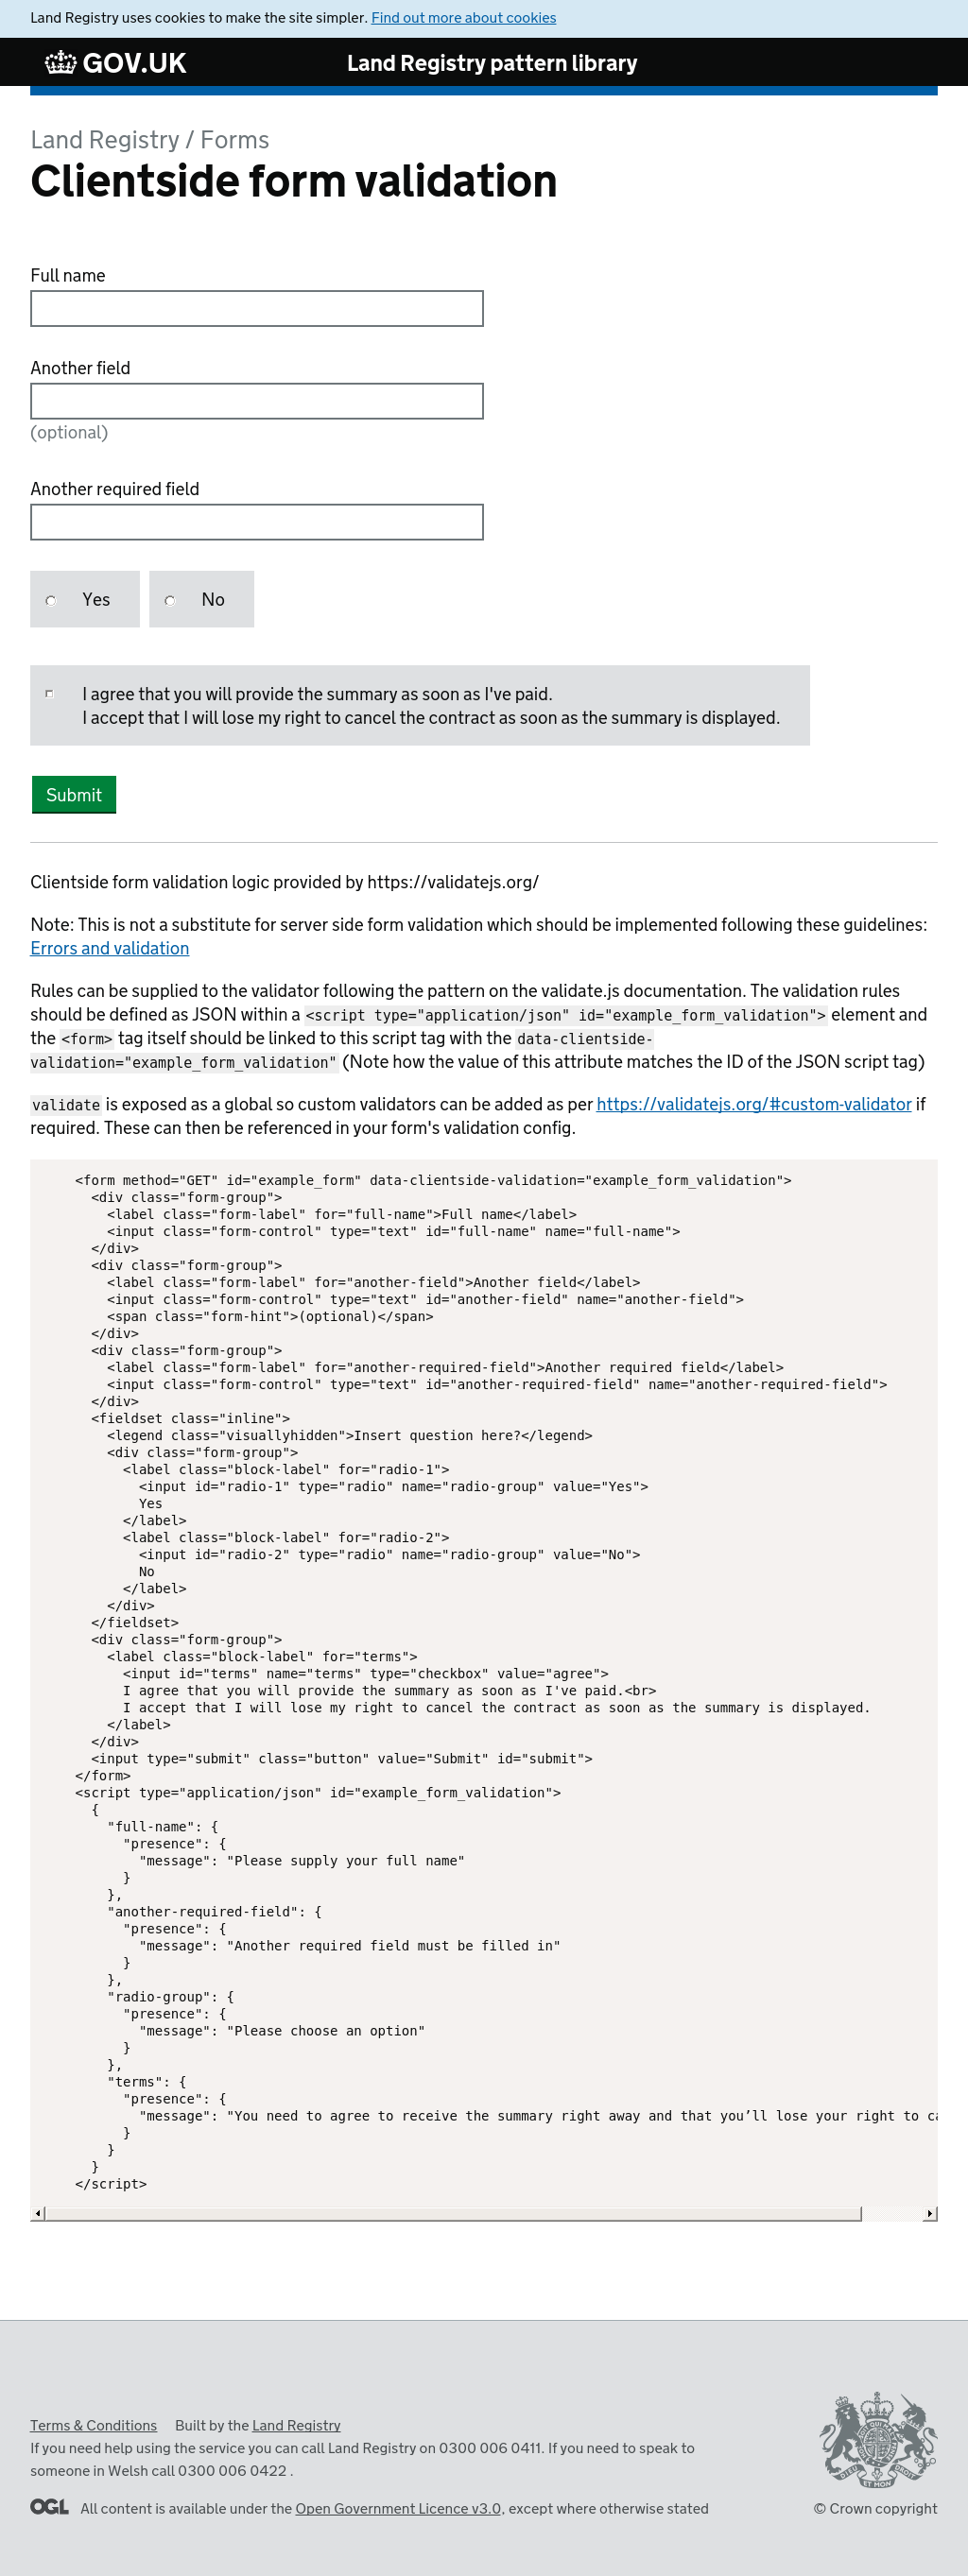 Land Registry uses cookies to make the site simpler. Find out more about cookies
GOV.UK
Land Registry pattern library
Land Registry / Forms
Clientside form validation
Full name
Another field
(optional)
Another required field
Yes
No
I agree that you will provide the summary as soon as I've paid.
I accept that I will lose my right to cancel the contract as soon as the summary is displayed.
Submit
Clientside form validation logic provided by https://validatejs.org/
Note: This is not a substitute for server side form validation which should be implemented following these guidelines:
Errors and validation
Rules can be supplied to the validator following the pattern on the validate.js documentation. The validation rules
should be defined as JSON within a <script type="application/json" id="example_form_validation"> element and
the <form> tag itself should be linked to this script tag with the data-clientside-
validation="example_form_validation" (Note how the value of this attribute matches the ID of the JSON script tag)
validate is exposed as a global so custom validators can be added as per https://validatejs.org/#custom-validator if
required. These can then be referenced in your form's validation config.
<form method="GET" id="example_form" data-clientside-validation="example_form_validation">
<div class="form-group">
<label class="form-label" for="full-name">Full name</label>
<input class="form-control" type="text" id="full-name" name="full-name">
</div>
<div class="form-group">
<label class="form-label" for="another-field">Another field</label>
<input class="form-control" type="text" id="another-field" name="another-field">
<span class="form-hint">(optional)</span>
</div>
<div class="form-group">
<label class="form-label" for="another-required-field">Another required field</label>
<input class="form-control" type="text" id="another-required-field" name="another-required-field">
</div>
<fieldset class="inline">
<legend class="visuallyhidden">Insert question here?</legend>
<div class="form-group">
<label class="block-label" for="radio-1">
<input id="radio-1" type="radio" name="radio-group" value="Yes">
Yes
</label>
<label class="block-label" for="radio-2">
<input id="radio-2" type="radio" name="radio-group" value="No">
No
</label>
</div>
</fieldset>
<div class="form-group">
<label class="block-label" for="terms">
<input id="terms" name="terms" type="checkbox" value="agree">
I agree that you will provide the summary as soon as I've paid.<br>
I accept that I will lose my right to cancel the contract as soon as the summary is displayed.
</label>
</div>
<input type="submit" class="button" value="Submit" id="submit">
</form>
<script type="application/json" id="example_form_validation">
{
"full-name": {
"presence": {
"message": "Please supply your full name"
}
},
"another-required-field": {
"presence": {
"message": "Another required field must be filled in"
}
},
"radio-group": {
"presence": {
"message": "Please choose an option"
}
},
"terms": {
"presence": {
"message": "You need to agree to receive the summary right away and that you’ll lose your right to ca
}
}
}
</script>
Terms & Conditions Built by the Land Registry
If you need help using the service you can call Land Registry on 0300 006 0411. If you need to speak to
someone in Welsh call 0300 006 0422 .
OGL All content is available under the Open Government Licence v3.0, except where otherwise stated
© Crown copyright